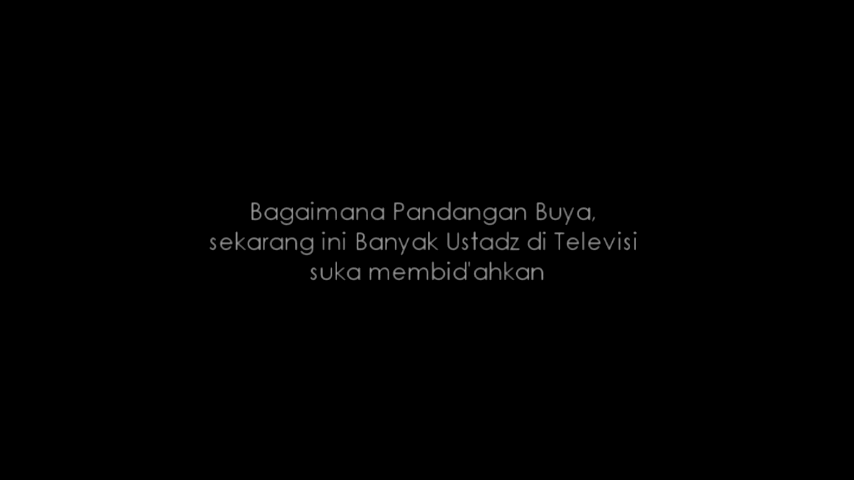 Bagaimana Pandangan Buya,
sekarang ini Banyak Ustadz di Televisi
suka membid'ahkan